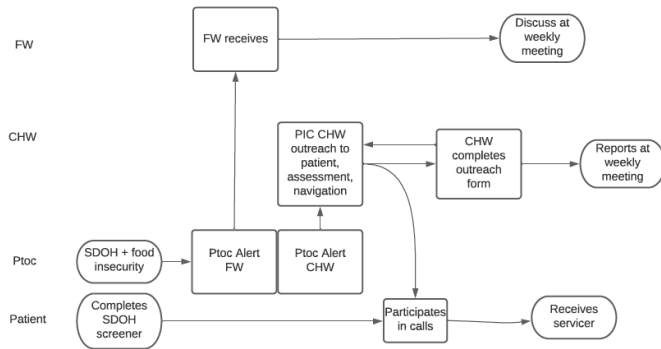 FW
FW receives
Discuss at
weekly
meeting
CHW
PIC CHW
outreach to
patient,
assessment,
navigation
CHW
completes
outreach
form
Reports at
weekly
meeting
Ptoc
SDOH + food
insecurity
Ptoc Alert
FW
Ptoc Alert
CHW
Patient
Completes
SDOH
screener
Participates
in calls
Receives
servicer